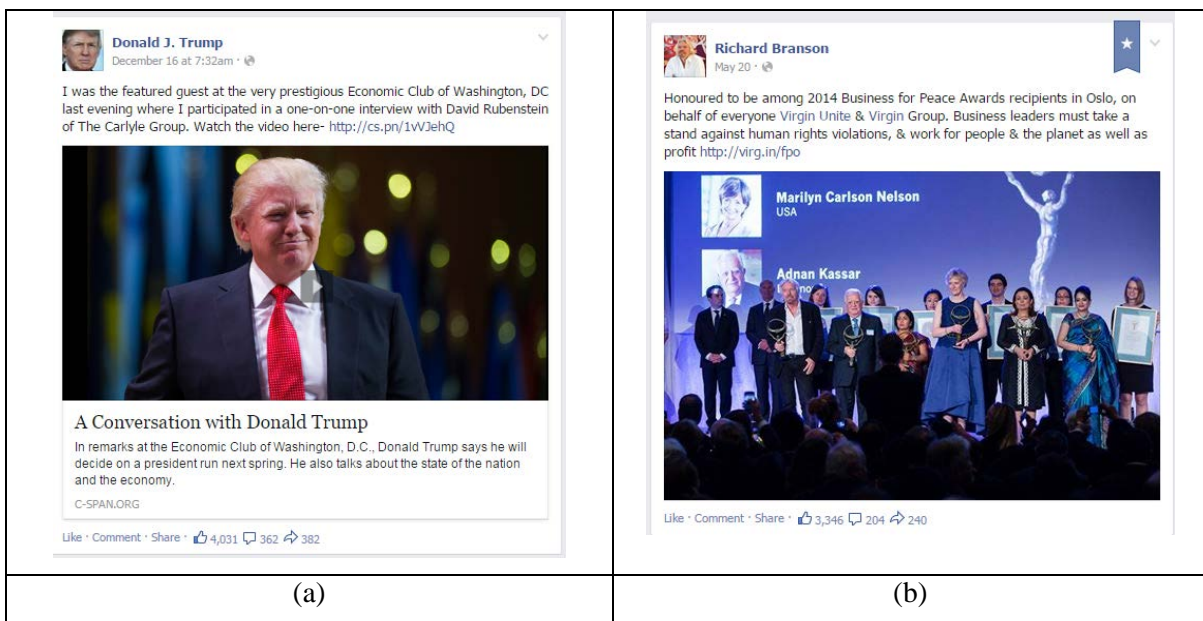 Donald J. Trump
December 16 at 7:32am ·
I was the featured guest at the very prestigious Economic Club of Washington, DC
last evening where I participated in a one-on-one interview with David Rubenstein
of The Carlyle Group. Watch the video here- http://cs.pn/1vVJehQ
A Conversation with Donald Trump
In remarks at the Economic Club of Washington, D.C., Donald Trump says he will
decide on a president run next spring. He also talks about the state of the nation
and the economy.
C-SPAN.ORG
Like · Comment · Share · 4,031 362 382
(a)
Richard Branson
May 20 ·
Honoured to be among 2014 Business for Peace Awards recipients in Oslo, on
behalf of everyone Virgin Unite & Virgin Group. Business leaders must take a
stand against human rights violations, & work for people & the planet as well as
profit http://virg.in/fpo
Marilyn Carlson Nelson
USA
Adnan Kassar
Like · Comment · Share · 3,346 204 240
(b)